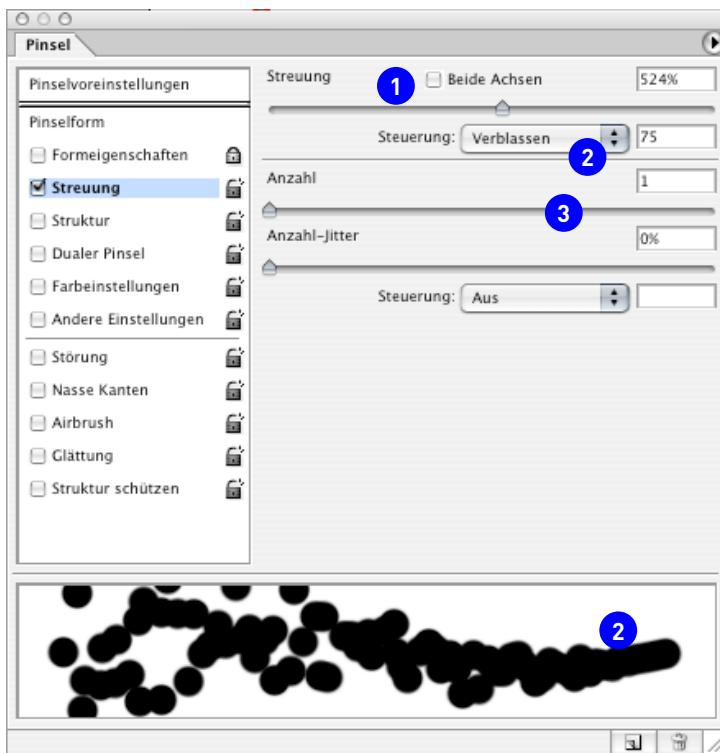 Pinsel
Pinselvoreinstellungen
Pinselform
Formeigenschaften
Streuung
Struktur
Dualer Pinsel
Farbeinstellungen
Andere Einstellungen
Störung
Nasse Kanten
Airbrush
Glättung
Struktur schützen
Streuung 1 Beide Achsen 524%
Steuerung: Verblassen 2 75
Anzahl 1
3
Anzahl-Jitter 0%
Steuerung: Aus
2